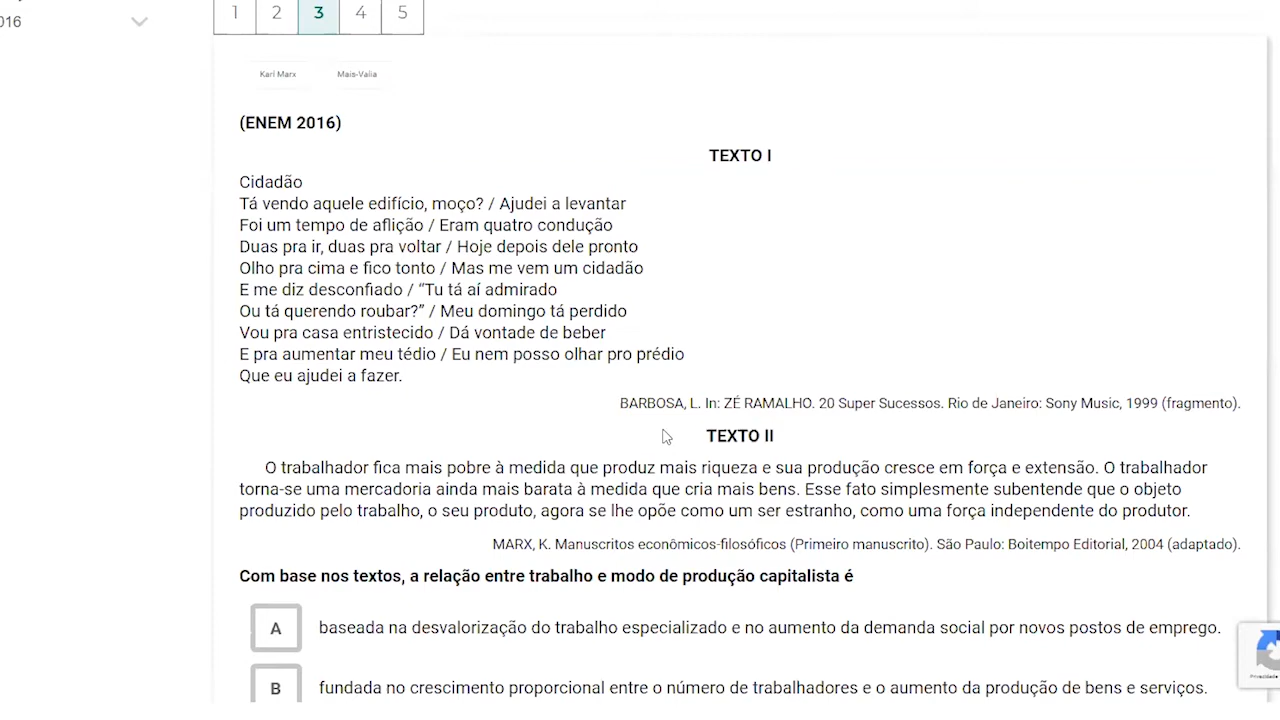 016
1 2 3 4 5
Karl Marx Mais-Valia
(ENEM 2016)
TEXTO I
Cidadão
Tá vendo aquele edifício, moço? / Ajudei a levantar
Foi um tempo de aflição / Eram quatro condução
Duas pra ir, duas pra voltar / Hoje depois dele pronto
Olho pra cima e fico tonto / Mas me vem um cidadão
E me diz desconfiado / “Tu tá aí admirado
Ou tá querendo roubar?” / Meu domingo tá perdido
Vou pra casa entristecido / Dá vontade de beber
E pra aumentar meu tédio / Eu nem posso olhar pro prédio
Que eu ajudei a fazer.
BARBOSA, L. In: ZÉ RAMALHO. 20 Super Sucessos. Rio de Janeiro: Sony Music, 1999 (fragmento).
TEXTO II
O trabalhador fica mais pobre à medida que produz mais riqueza e sua produção cresce em força e extensão. O trabalhador
torna-se uma mercadoria ainda mais barata à medida que cria mais bens. Esse fato simplesmente subentende que o objeto
produzido pelo trabalho, o seu produto, agora se lhe opõe como um ser estranho, como uma força independente do produtor.
MARX, K. Manuscritos econômicos-filosóficos (Primeiro manuscrito). São Paulo: Boitempo Editorial, 2004 (adaptado).
Com base nos textos, a relação entre trabalho e modo de produção capitalista é
A baseada na desvalorização do trabalho especializado e no aumento da demanda social por novos postos de emprego.
B fundada no crescimento proporcional entre o número de trabalhadores e o aumento da produção de bens e serviços.